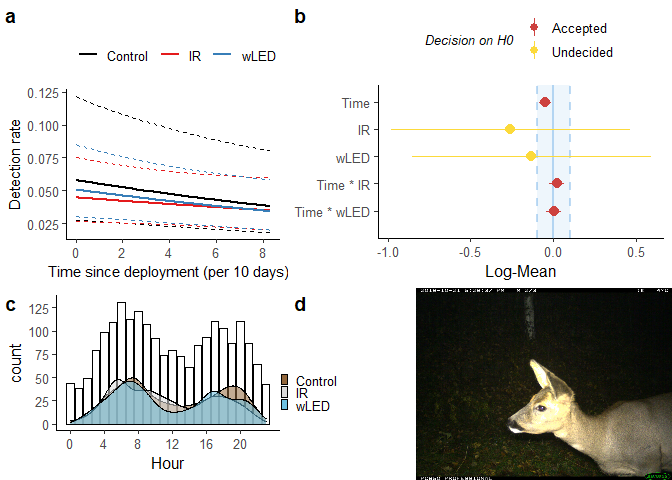 a
Control IR wLED
Detection rate
0.125
0.100
0.075
0.050
0.025
0 2 4 6 8
Time since deployment (per 10 days)
b
Decision on H0
Accepted
Undecided
Time
IR
wLED
Time * IR
Time * wLED
-1.0 -0.5 0.0 0.5
Log-Mean
c
count
125
100
75
50
25
0
0 4 8 12 16 20
Hour
Control
IR
wLED
d
PROFESSIONAL